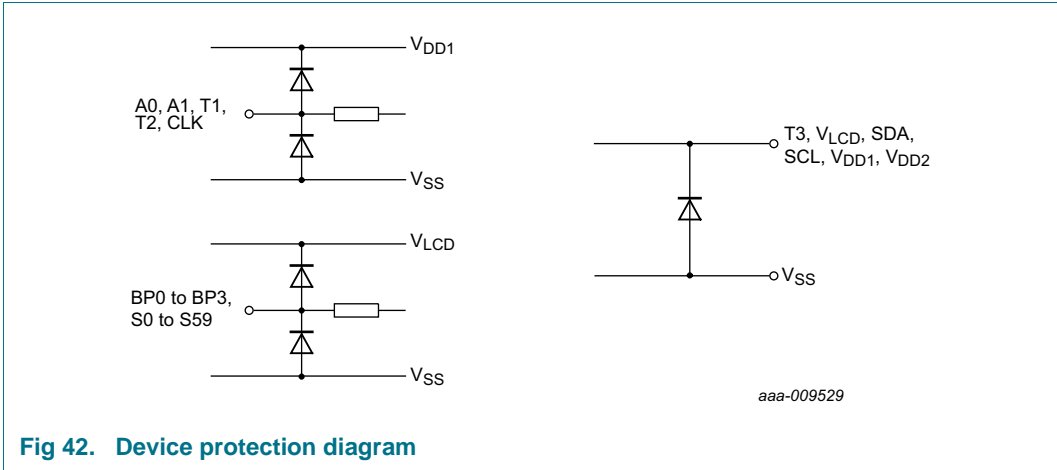 VDD1
A0, A1, T1,
T2, CLK
VSS
VLCD
BP0 to BP3,
S0 to S59
VSS
T3, VLCD, SDA,
SCL, VDD1, VDD2
VSS
aaa-009529
Fig 42. Device protection diagram